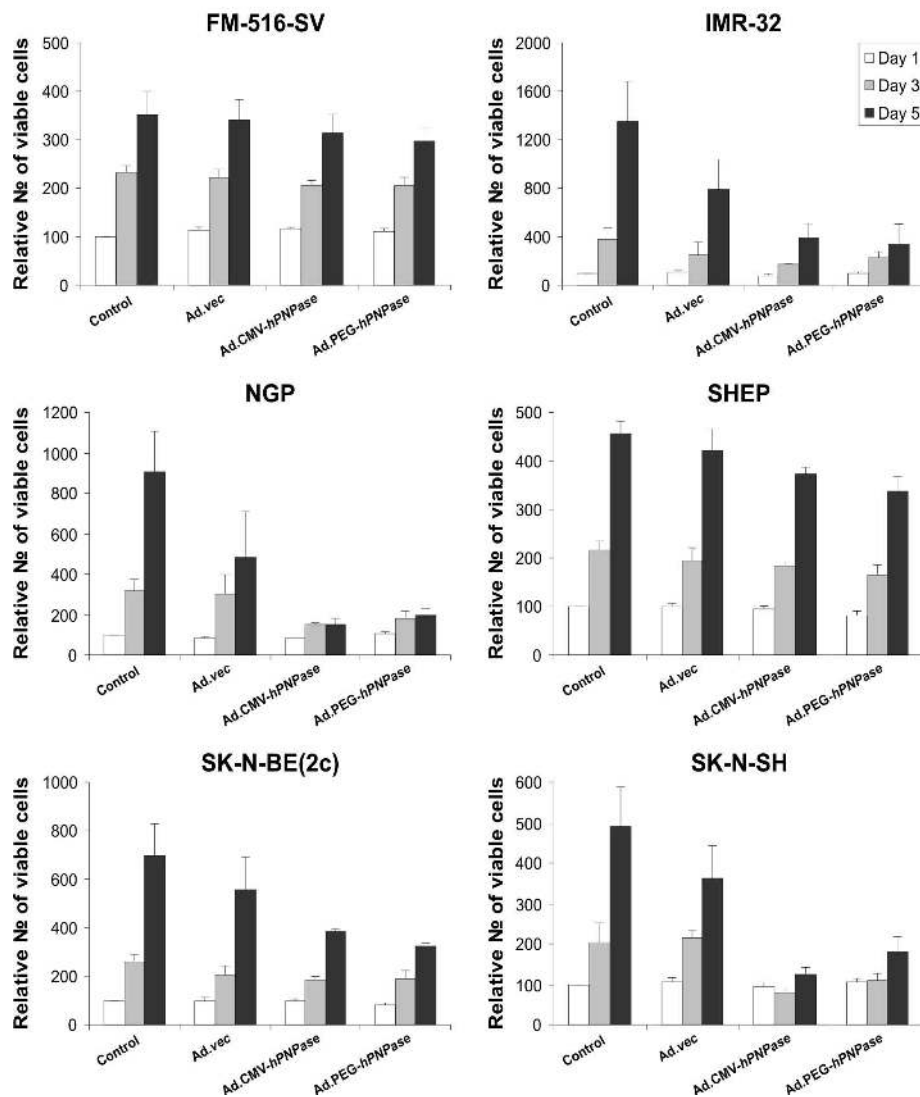 FM-516-SV
Relative № of viable cells
500
400
300
200
100
0
Control
Ad.vec
Ad.CMV-hPNPase
Ad.PEG-hPNPase
IMR-32
Relative № of viable cells
2000
1600
1200
800
400
0
Day 1
Day 3
Day 5
Control
Ad.vec
Ad.CMV-hPNPase
Ad.PEG-hPNPase
NGP
Relative № of viable cells
1200
1000
800
600
400
200
0
Control
Ad.vec
Ad.CMV-hPNPase
Ad.PEG-hPNPase
SHEP
Relative № of viable cells
500
400
300
200
100
0
Control
Ad.vec
Ad.CMV-hPNPase
Ad.PEG-hPNPase
SK-N-BE(2c)
Relative № of viable cells
1000
800
600
400
200
0
Control
Ad.vec
Ad.CMV-hPNPase
Ad.PEG-hPNPase
SK-N-SH
Relative № of viable cells
600
500
400
300
200
100
0
Control
Ad.vec
Ad.CMV-hPNPase
Ad.PEG-hPNPase